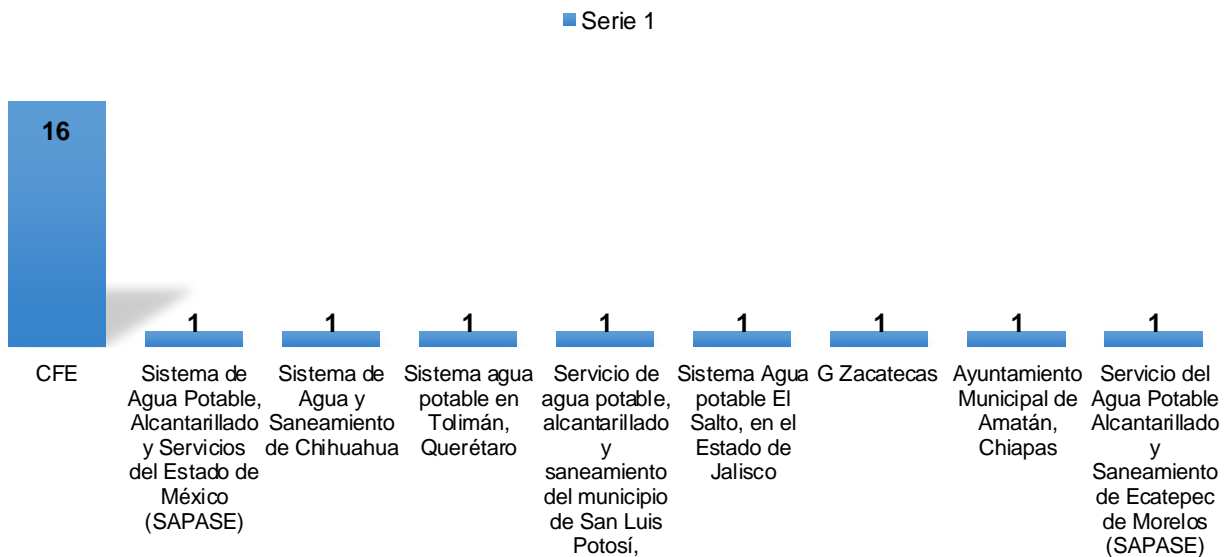 Serie 1
16
1
1
1
1
1
1
1
1
CFE
Sistema de
Agua Potable,
Alcantarillado
y Servicios
del Estado de
México
(SAPASE)
Sistema de
Agua y
Saneamiento
de Chihuahua
Sistema agua
potable en
Tolimán,
Querétaro
Servicio de
agua potable,
alcantarillado
y
saneamiento
del municipio
de San Luis
Potosí,
Sistema Agua
potable El
Salto, en el
Estado de
Jalisco
G Zacatecas
Ayuntamiento
Municipal de
Amatán,
Chiapas
Servicio del
Agua Potable
Alcantarillado
y
Saneamiento
de Ecatepec
de Morelos
(SAPASE)